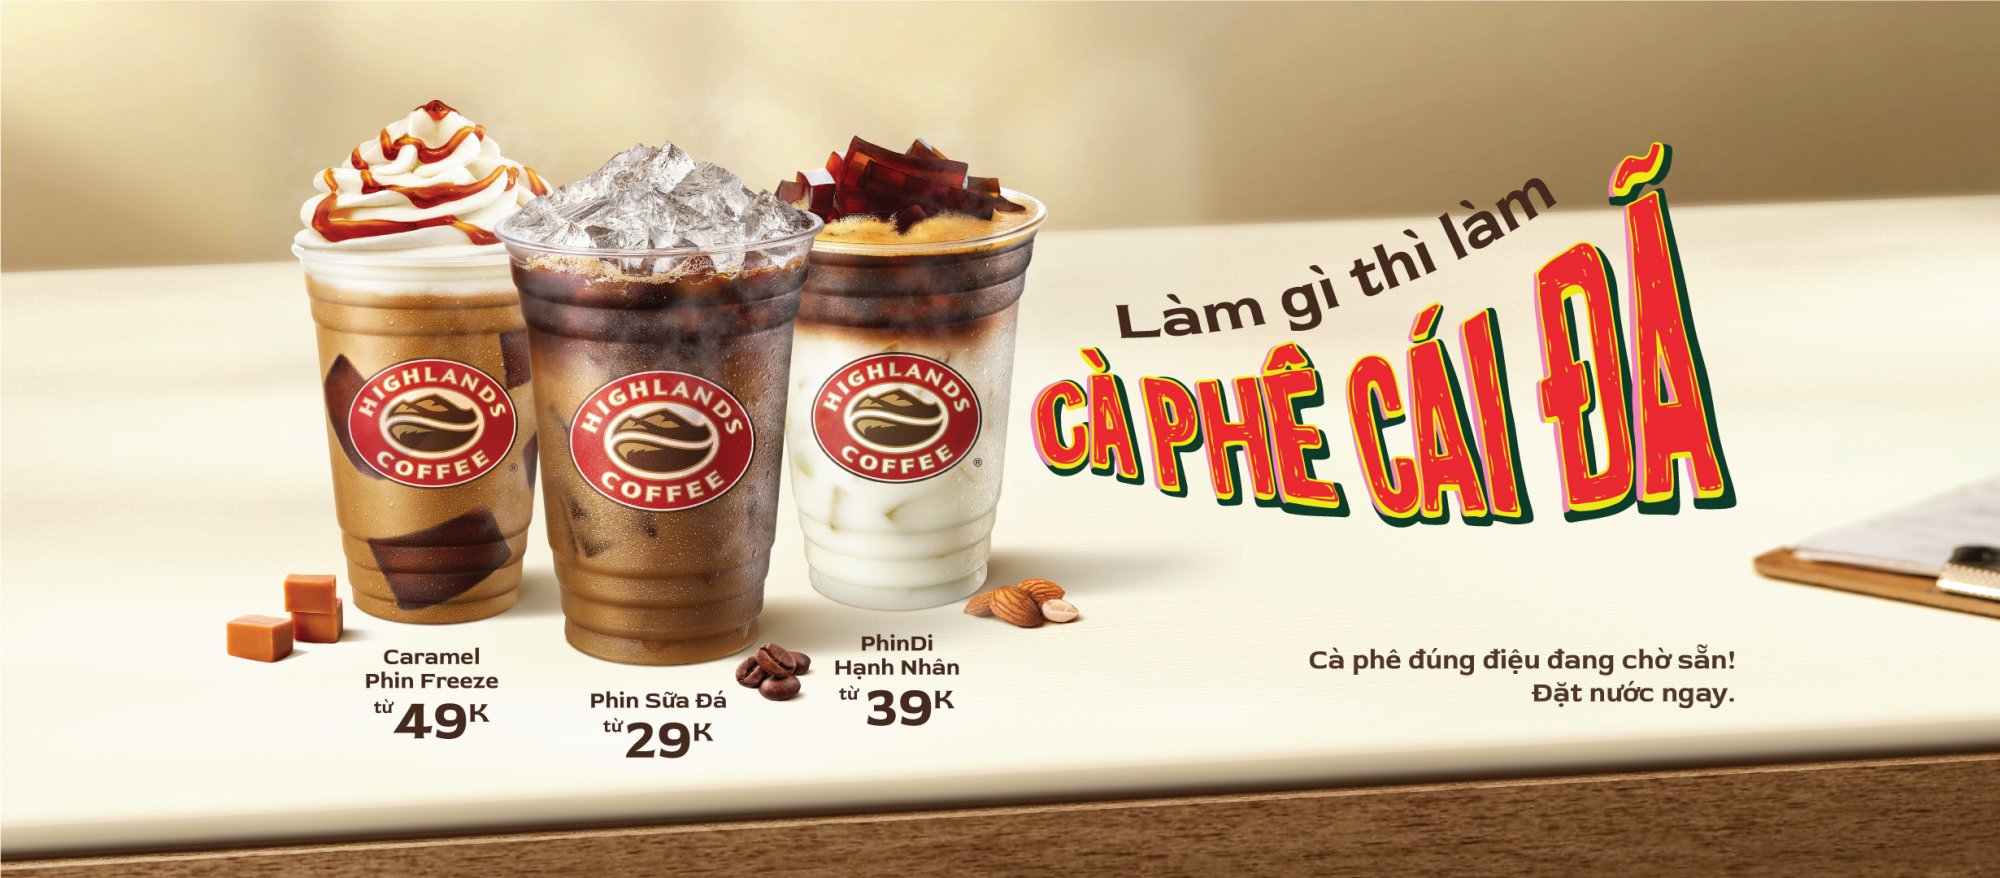 Làm gì thì làm
CÀ PHÊ CÁI ĐÃ
HIGHLANDS
COFFEE
®
HIGHLANDS
COFFEE
HIGHLANDS
COFFEE
®
Caramel
Phin Freeze
từ 49K
Phin Sữa Đá
từ 29K
PhinDi
Hạnh Nhân
từ 39K
Cà phê đúng điệu đang chờ sẵn!
Đặt nước ngay.